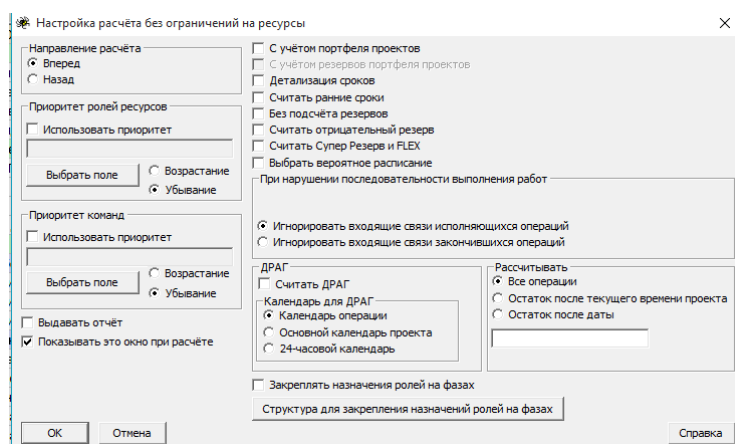 Настройка расчёта без ограничений на ресурсы
Направление расчёта
Вперед
Назад
Приоритет ролей ресурсов
Использовать приоритет
Выбрать поле
Возрастание
Убывание
Приоритет команд
Использовать приоритет
Выбрать поле
Возрастание
Убывание
Выдавать отчёт
Показывать это окно при расчёте
С учётом портфеля проектов
С учётом резервов портфеля проектов
Детализация сроков
Считать ранние сроки
Без подсчёта резервов
Считать отрицательный резерв
Считать Супер Резерв и FLEX
Выбрать вероятное расписание
При нарушении последовательности выполнения работ
Игнорировать входящие связи исполняющихся операций
Игнорировать входящие связи закончившихся операций
ДРАГ
Считать ДРАГ
Календарь для ДРАГ
Календарь операции
Основной календарь проекта
24-часовой календарь
Рассчитывать
Все операции
Остаток после текущего времени проекта
Остаток после даты
Закреплять назначения ролей на фазах
Структура для закрепления назначений ролей на фазах
ОК
Отмена
Справка